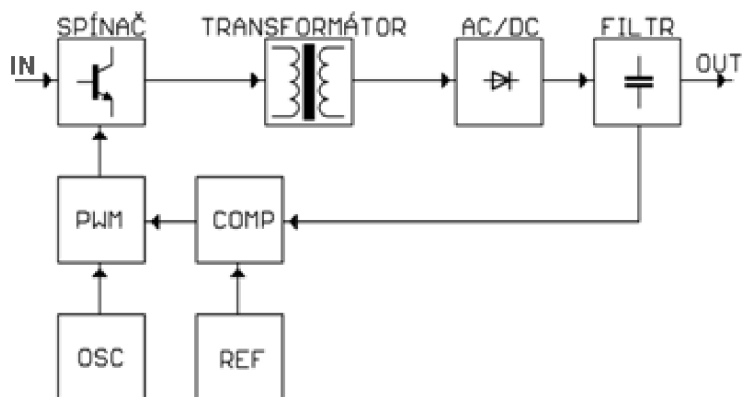 SPÍNAČ
TRANSFORMÁTOR
AC/DC
FILTR
IN
OUT
PWM
COMP
OSC
REF